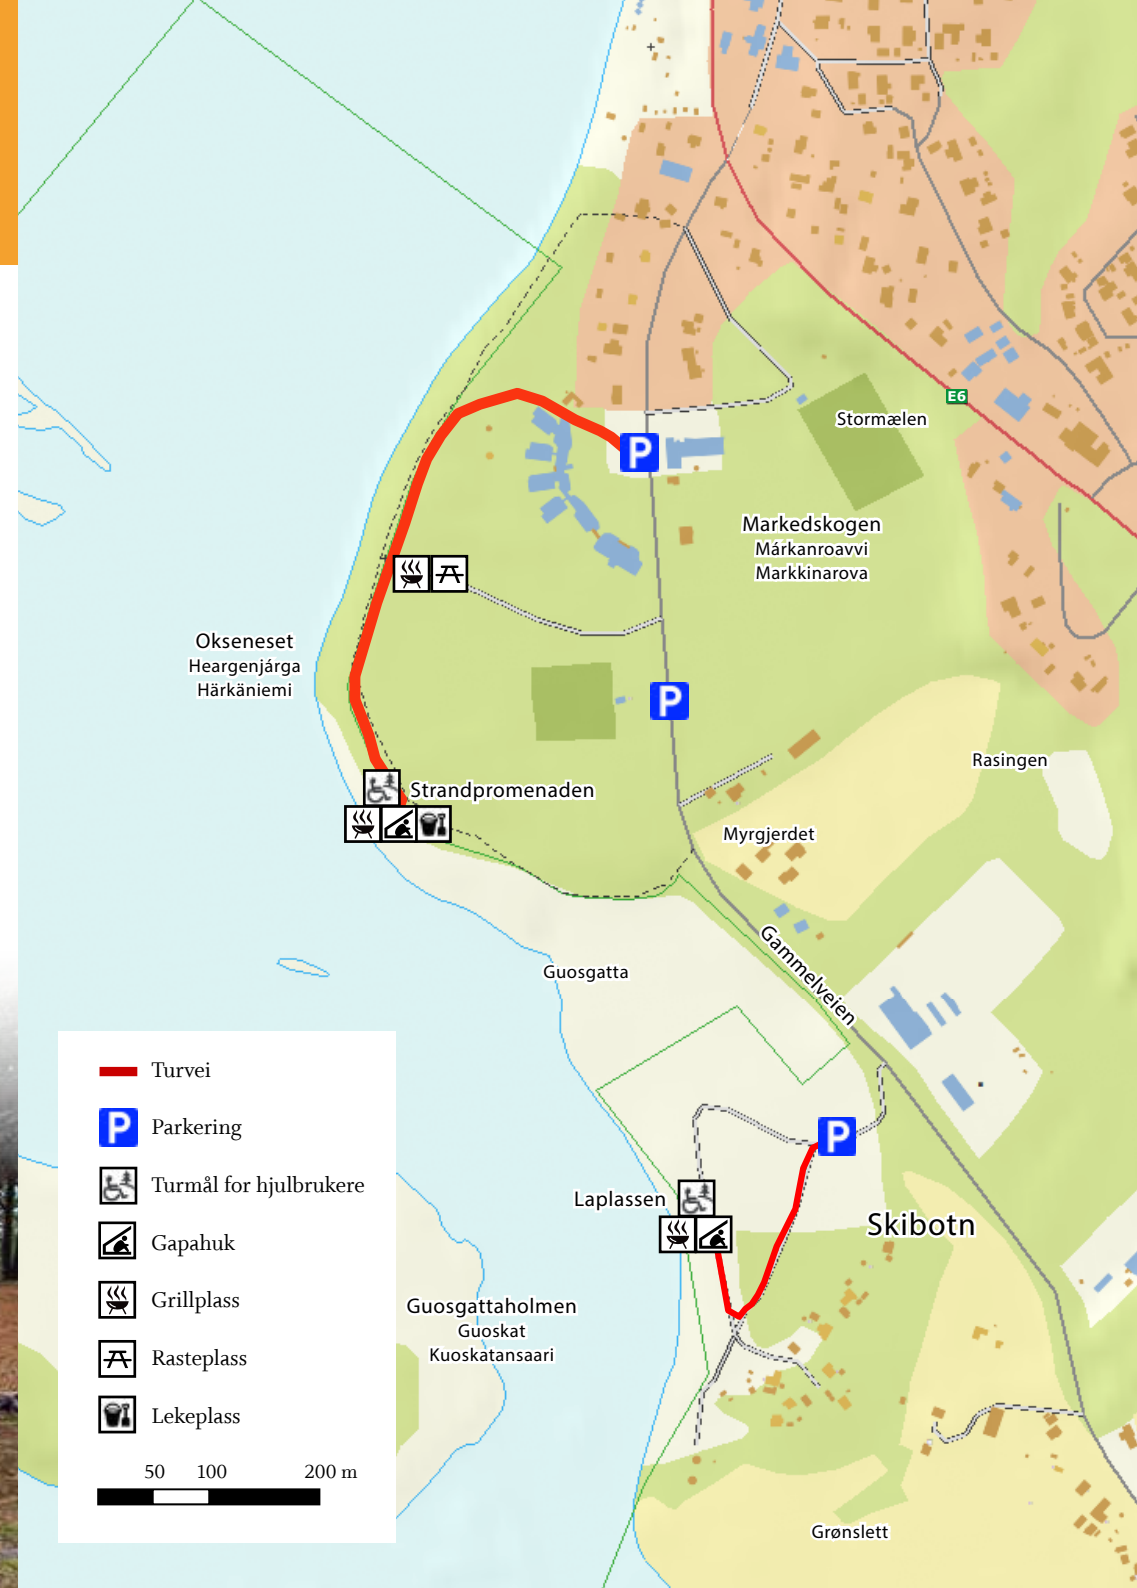 E6
Stormælen
P
Markedskogen
Márkanroavvi
Markkinarova
Okseneset
Heargenjárga
Härkäniemi
P
Rasingen
Strandpromenaden
Myrgjerdet
Gammelveien
Guosgatta
P
Laplassen
Skibotn
Guosgattaholmen
Guoskat
Kuoskatansaari
Grønslett
Turvei
P Parkering
Turmål for hjulbrukere
Gapahuk
Grillplass
Rasteplass
Lekeplass
50 100 200 m